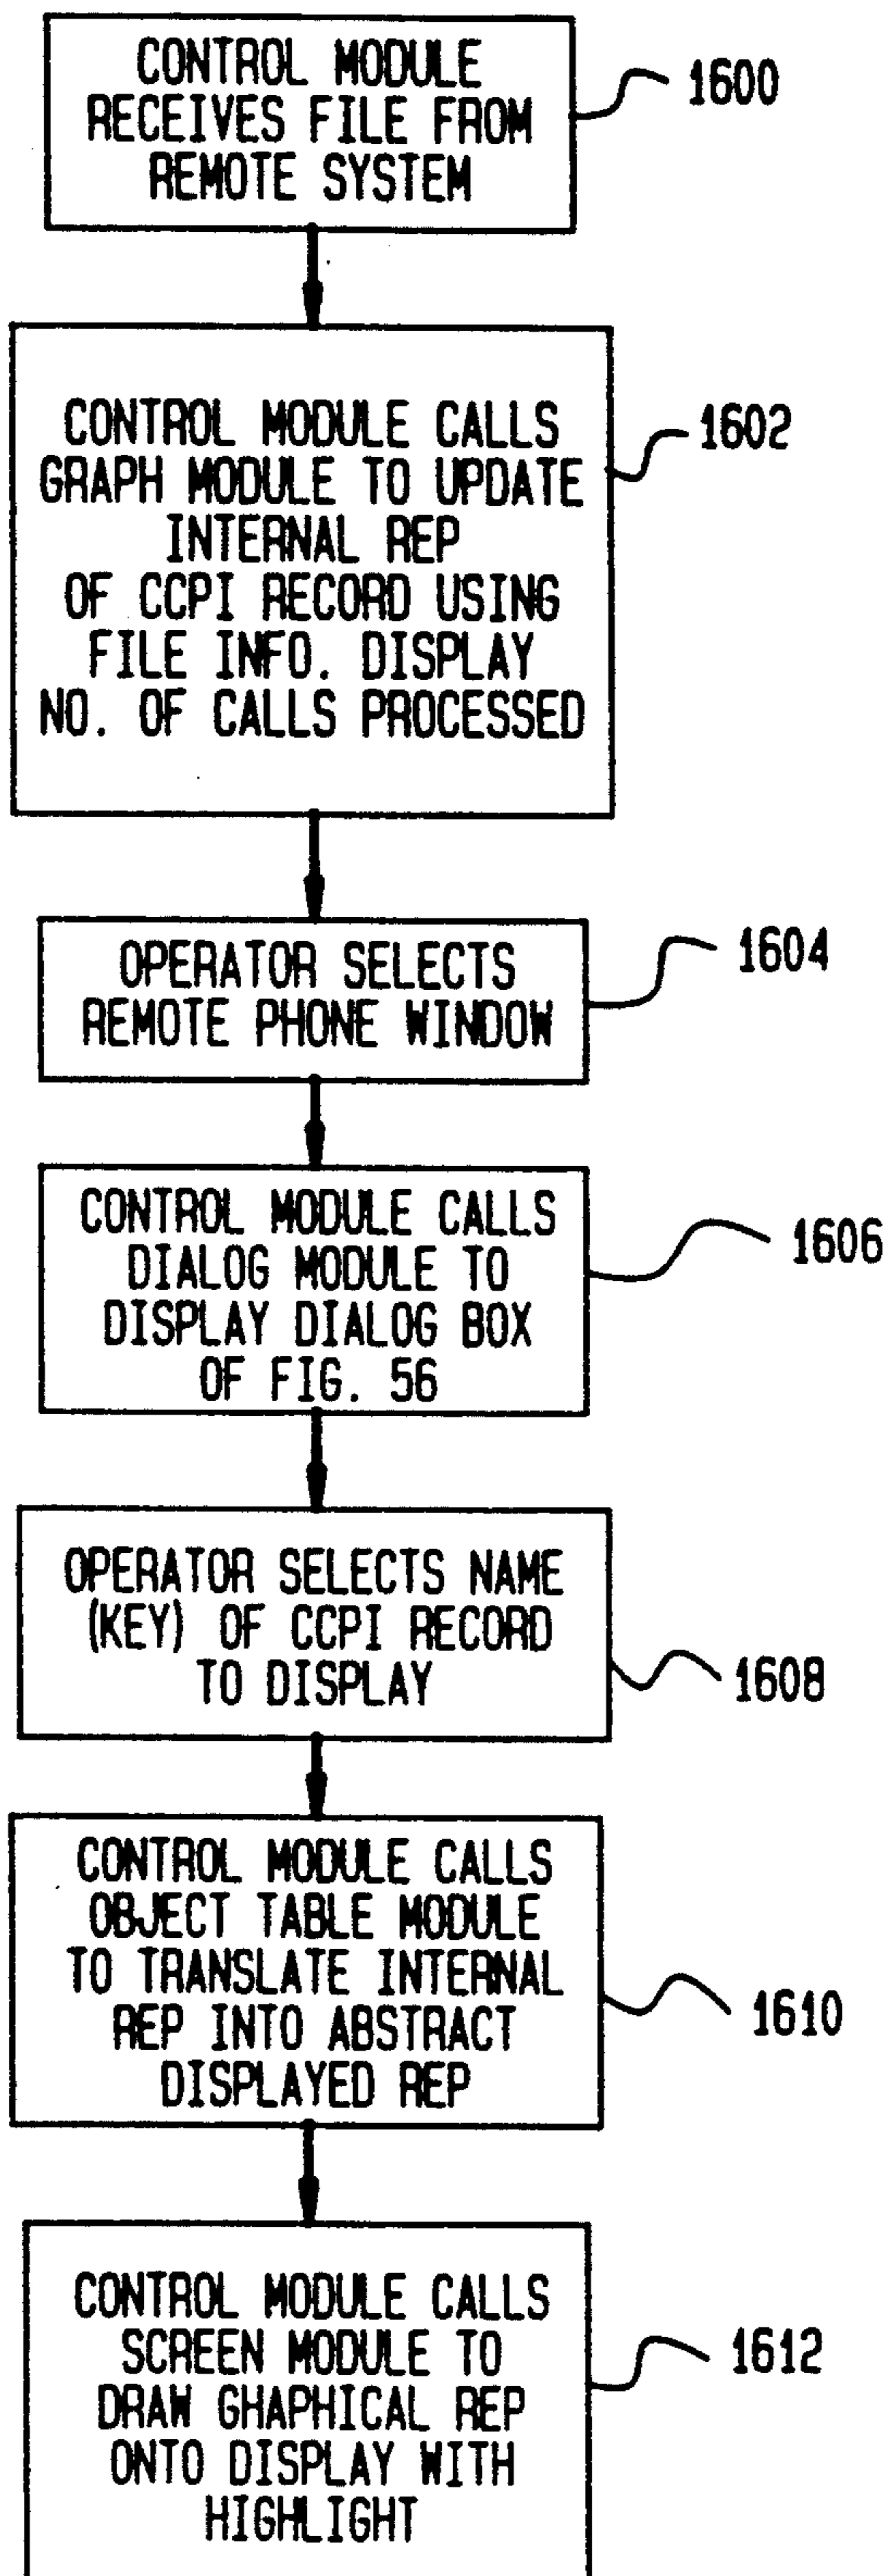 CONTROL MODULE
RECEIVES FILE FROM
REMOTE SYSTEM
1600
CONTROL MODULE CALLS
GRAPH MODULE TO UPDATE
INTERNAL REP
OF CCPI RECORD USING
FILE INFO. DISPLAY
NO. OF CALLS PROCESSED
1602
OPERATOR SELECTS
REMOTE PHONE WINDOW
1604
CONTROL MODULE CALLS
DIALOG MODULE TO
DISPLAY DIALOG BOX
OF FIG. 56
1606
OPERATOR SELECTS NAME
(KEY) OF CCPI RECORD
TO DISPLAY
1608
CONTROL MODULE CALLS
OBJECT TABLE MODULE
TO TRANSLATE INTERNAL
REP INTO ABSTRACT
DISPLAYED REP
1610
CONTROL MODULE CALLS
SCREEN MODULE TO
DRAW GHAPHICAL REP
ONTO DISPLAY WITH
HIGHLIGHT
1612